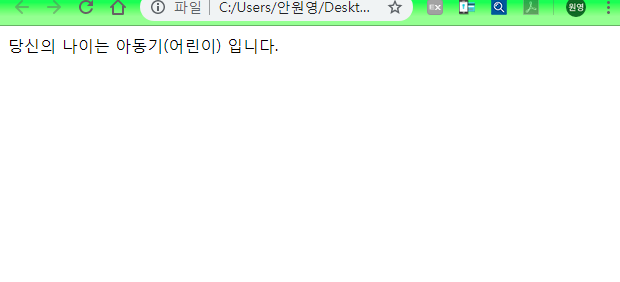 파일 C:/Users/안원영/Deskt... 원영
당신의 나이는 아동기(어린이) 입니다.